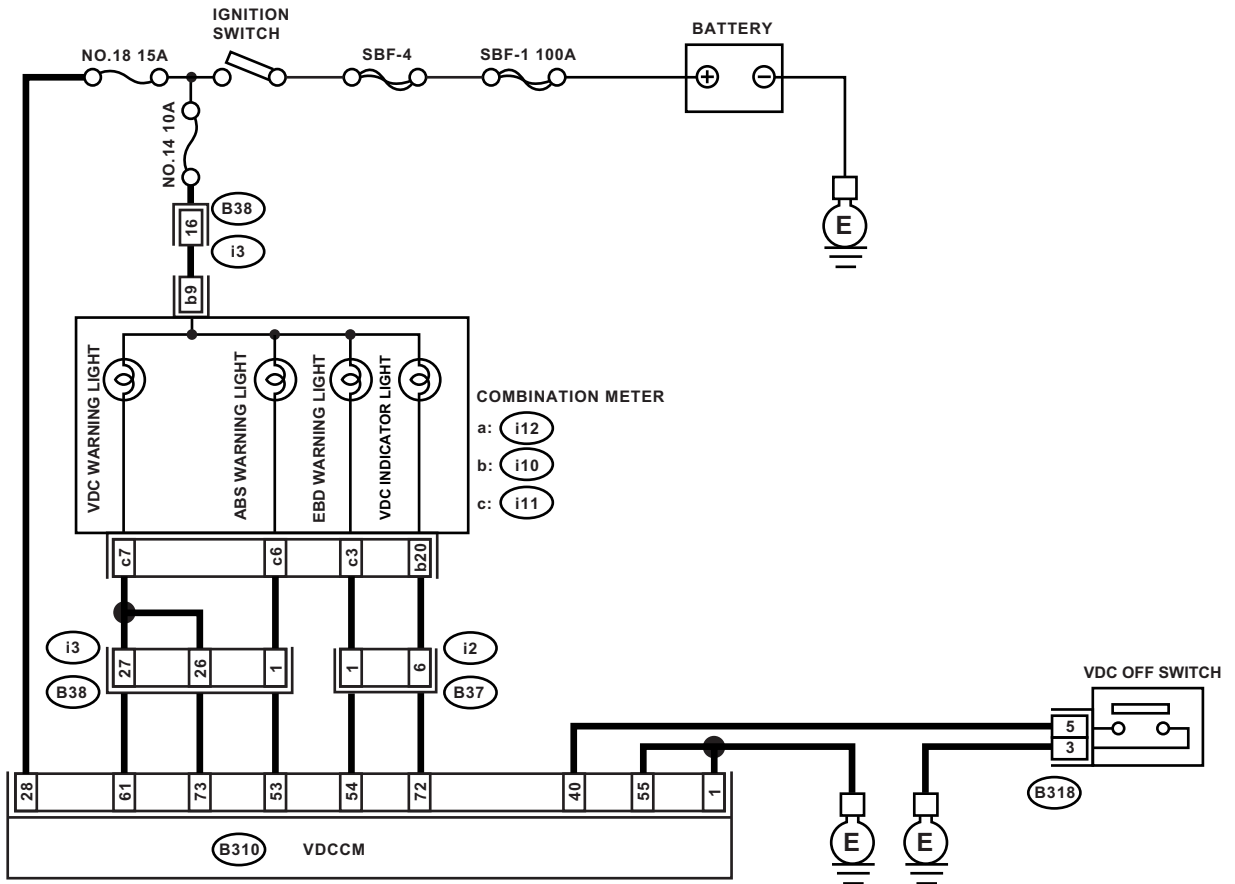 IGNITION
SWITCH
BATTERY
NO.18 15A
SBF-4
SBF-1 100A
NO.14 10A
E
B38
16
i3
b9
VDC WARNING LIGHT
ABS WARNING LIGHT
EBD WARNING LIGHT
VDC INDICATOR LIGHT
COMBINATION METER
a: i12
b: i10
c: i11
c7
c6
c3
b20
i3
27
26
1
1
6
i2
B38
B37
VDC OFF SWITCH
5
3
B318
28
61
73
53
54
72
40
55
1
E
E
B310
VDCCM